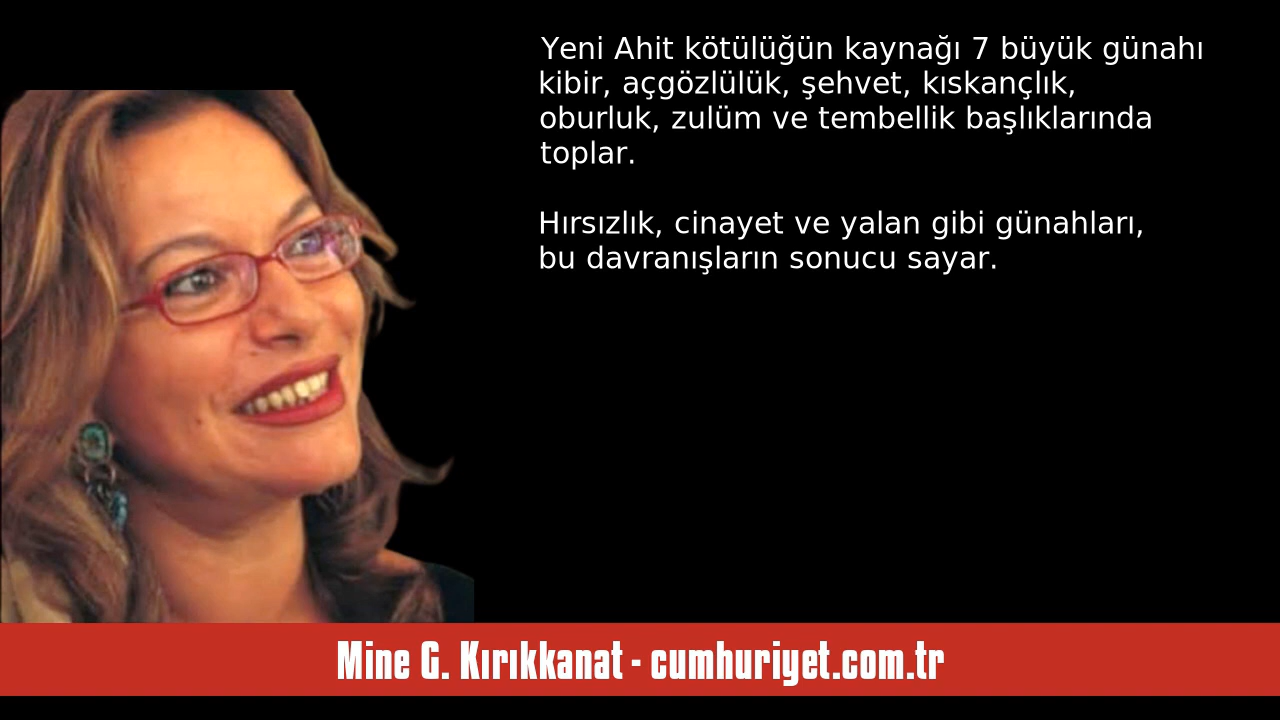 Yeni Ahit kötülüğün kaynağı 7 büyük günahı
kibir, açgözlülük, şehvet, kıskançlık,
oburluk, zulüm ve tembellik başlıklarında
toplar.
Hırsızlık, cinayet ve yalan gibi günahları,
bu davranışların sonucu sayar.
Mine G. Kırıkkanat - cumhuriyet.com.tr